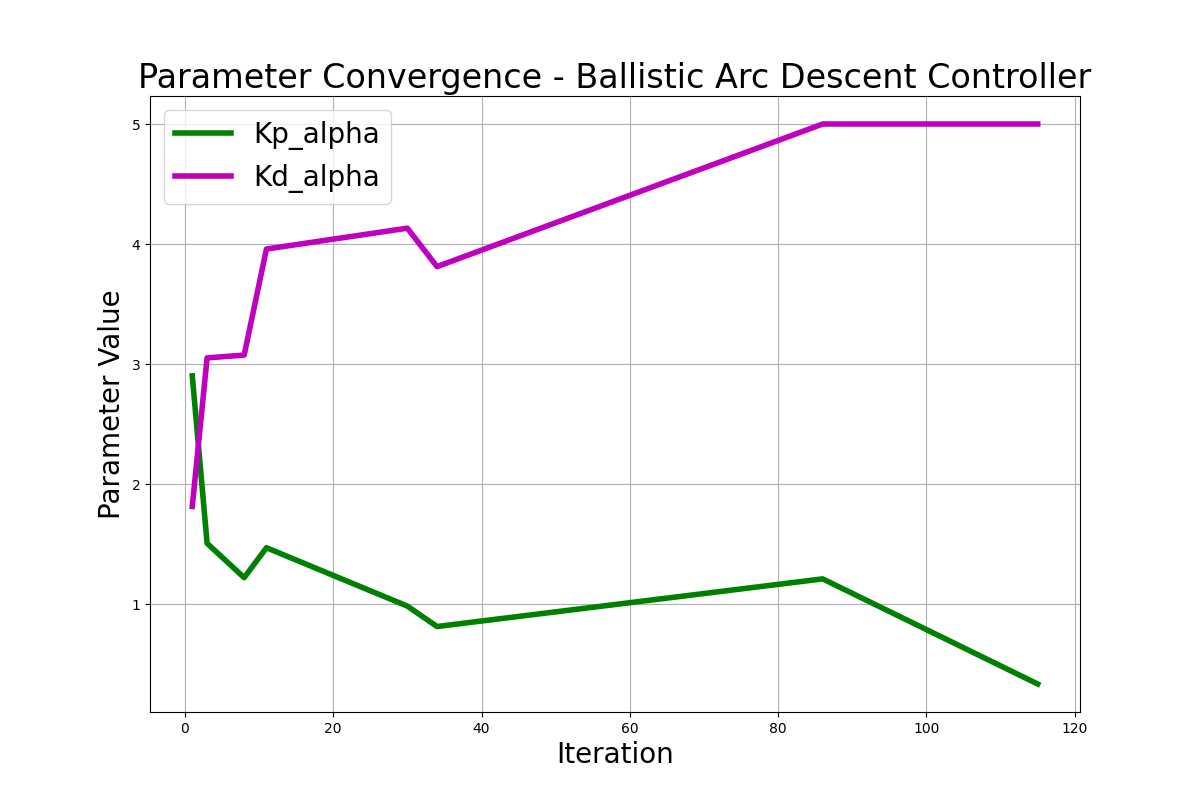 Parameter Convergence - Ballistic Arc Descent Controller
Kp_alpha
Kd_alpha
Parameter Value
5
4
3
2
1
0 20 40 60 80 100 120
Iteration